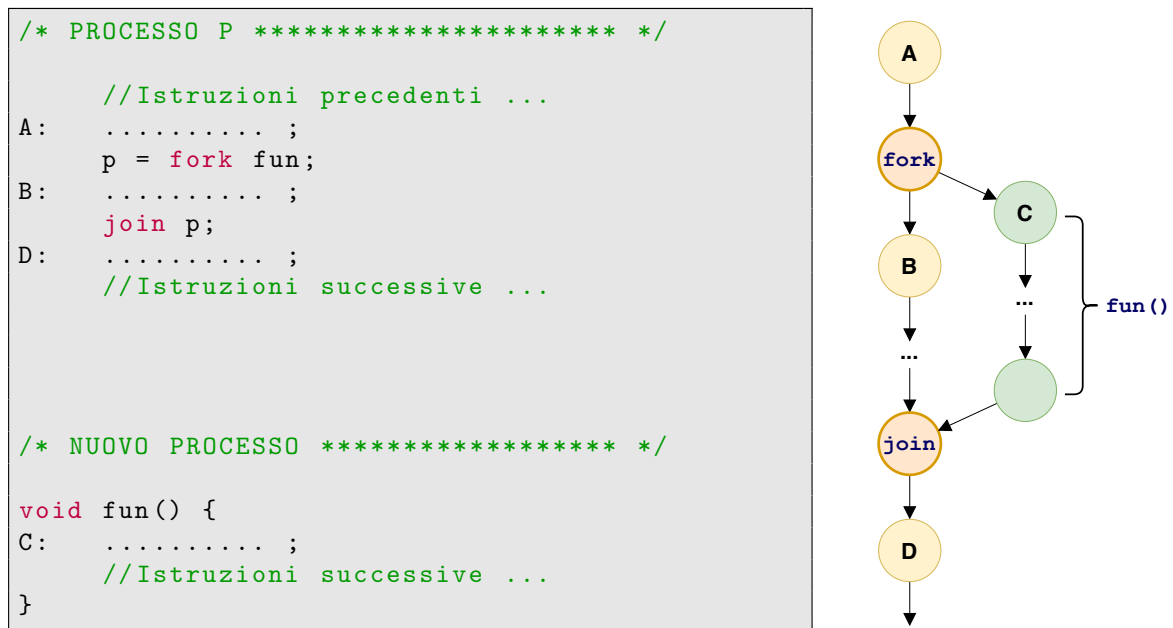 /* PROCESSO P ********************** */
//Istruzioni precedenti ...
A: .......... ;
p = fork fun;
B: .......... ;
join p;
D: .......... ;
//Istruzioni successive ...
/* NUOVO PROCESSO ****************** */
void fun() {
C: .......... ;
//Istruzioni successive ...
}
A
fork
C
B
...
fun()
...
join
D